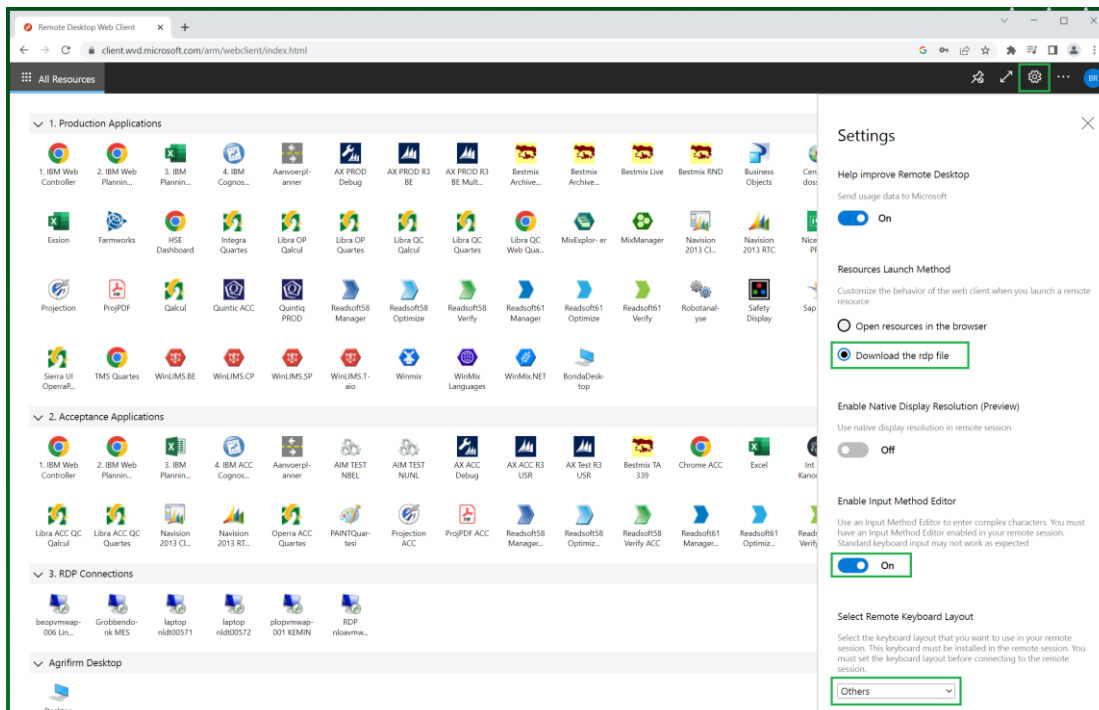 Remote Desktop Web Client
client.wvd.microsoft.com/arm/webclient/index.html
All Resources
BR
1. Production Applications
1. IBM Web Controller
2. IBM Web Plannin...
3. IBM Plannin...
4. IBM Cognos...
Aanvoerpl-anner
AX PROD Debug
AX PROD R3 BE
AX PROD R3 BE Mult...
Bestmix Archive...
Bestmix Archive...
Bestmix Live
Bestmix RND
Business Objects
Exsion
Farmworks
HSE Dashboard
Integra Quartes
Libra OP Qalcul
Libra OP Quartes
Libra QC Qalcul
Libra QC Quartes
Libra QC Web Qua...
MixExplor- er
MixManager
Navision 2013 Cl...
Navision 2013 RTC
Projection
ProjPDF
Qalcul
Quintic ACC
Quintiq PROD
Readsoft58 Manager
Readsoft58 Optimize
Readsoft58 Verify
Readsoft61 Manager
Readsoft61 Optimize
Readsoft61 Verify
Robotanal-yse
Safety Display
Sap
Sierra UI OperraP...
TMS Quartes
WinLIMS.BE
WinLIMS.CP
WinLIMS.SP
WinLIMS.T-aio
Winmix
WinMix Languages
WinMix.NET
BondaDesk-top
2. Acceptance Applications
1. IBM Web Controller
2. IBM Web Plannin...
3. IBM Plannin...
4. IBM ACC Cognos...
Aanvoerpl-anner
AIM TEST NBEL
AIM TEST NUNL
AX ACC Debug
AX ACC R3 USR
AX Test R3 USR
Bestmix TA 339
Chrome ACC
Excel
Int Kano
Libra ACC QC Qalcul
Libra ACC QC Quartes
Navision 2013 Cl...
Navision 2013 RT...
Operra ACC Quartes
PAINTQuar-tesi
Projection ACC
ProjPDF ACC
Readsoft58 Manager...
Readsoft58 Optimiz...
Readsoft58 Verify ACC
Readsoft61 Manager...
Readsoft61 Optimiz...
3. RDP Connections
beopvmwap-006 Lin...
Grobbendo-nk MES
laptop nldt00571
laptop nldt00572
plopvmwap-001 KEMIN
RDP nloavmw...
Agrifirm Desktop
Settings
Help improve Remote Desktop
Send usage data to Microsoft
On
Resources Launch Method
Customize the behavior of the web client when you launch a remote
resource
Open resources in the browser
Download the rdp file
Enable Native Display Resolution (Preview)
Use native display resolution in remote session
Off
Enable Input Method Editor
Use an Input Method Editor to enter complex characters. You must
have an Input Method Editor enabled in your remote session.
Standard keyboard input may not work as expected
On
Select Remote Keyboard Layout
Select the keyboard layout that you want to use in your remote
session. This keyboard must be installed in the remote session. You
must set the keyboard layout before connecting to the remote
session.
Others